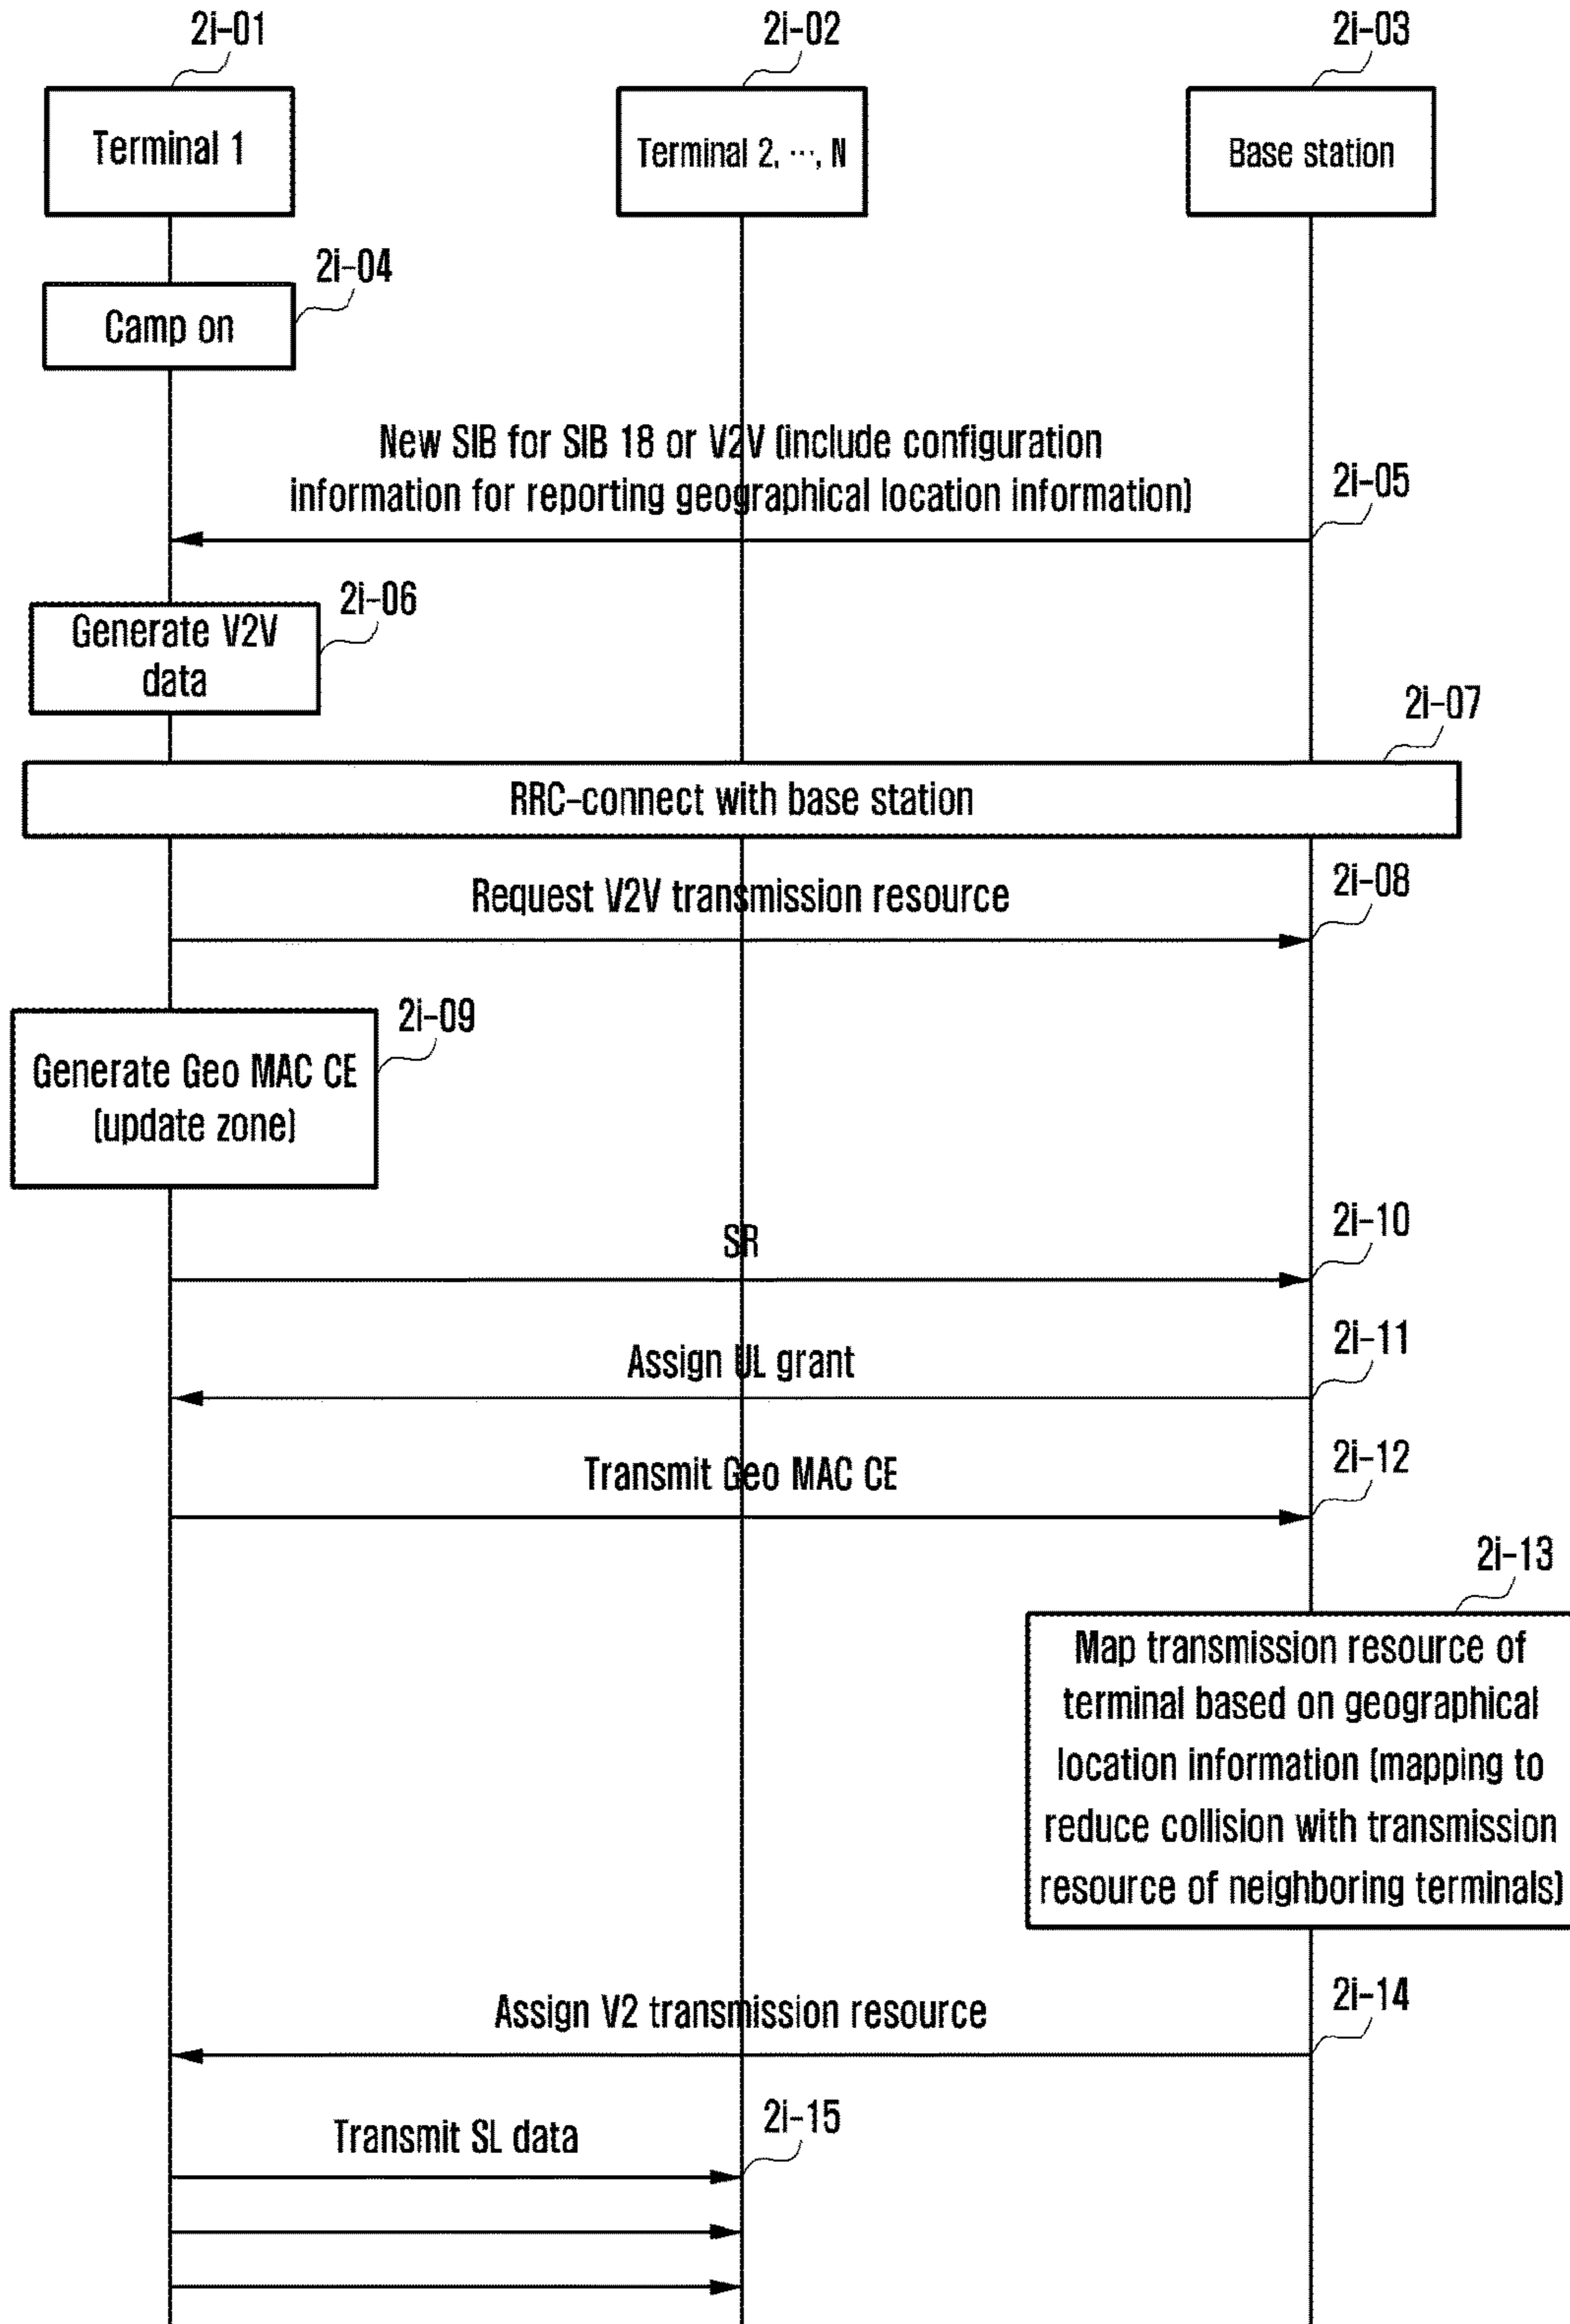 2i-01
2i-02
2i-03
Terminal 1
Terminal 2, ···, N
Base station
2i-04
Camp on
New SIB for SIB 18 or V2V (include configuration
information for reporting geographical location information)
2i-05
2i-06
Generate V2V
data
2i-07
RRC-connect with base station
Request V2V transmission resource
2i-08
2i-09
Generate Geo MAC CE
(update zone)
SR
2i-10
Assign UL grant
2i-11
Transmit Geo MAC CE
2i-12
2i-13
Map transmission resource of
terminal based on geographical
location information (mapping to
reduce collision with transmission
resource of neighboring terminals)
Assign V2 transmission resource
2i-14
Transmit SL data
2i-15